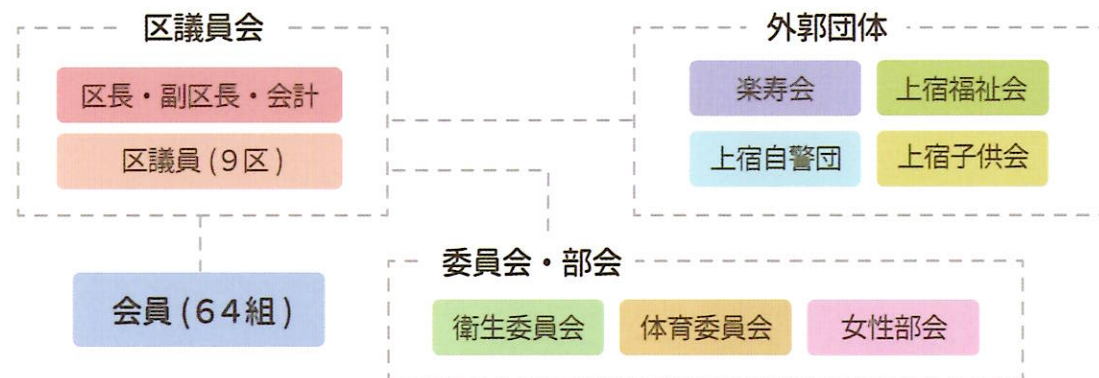 区議員会
区長・副区長・会計
区議員(9区)
会員(64組)
外郭団体
楽寿会
上宿福祉会
上宿自警団
上宿子供会
委員会・部会
衛生委員会
体育委員会
女性部会